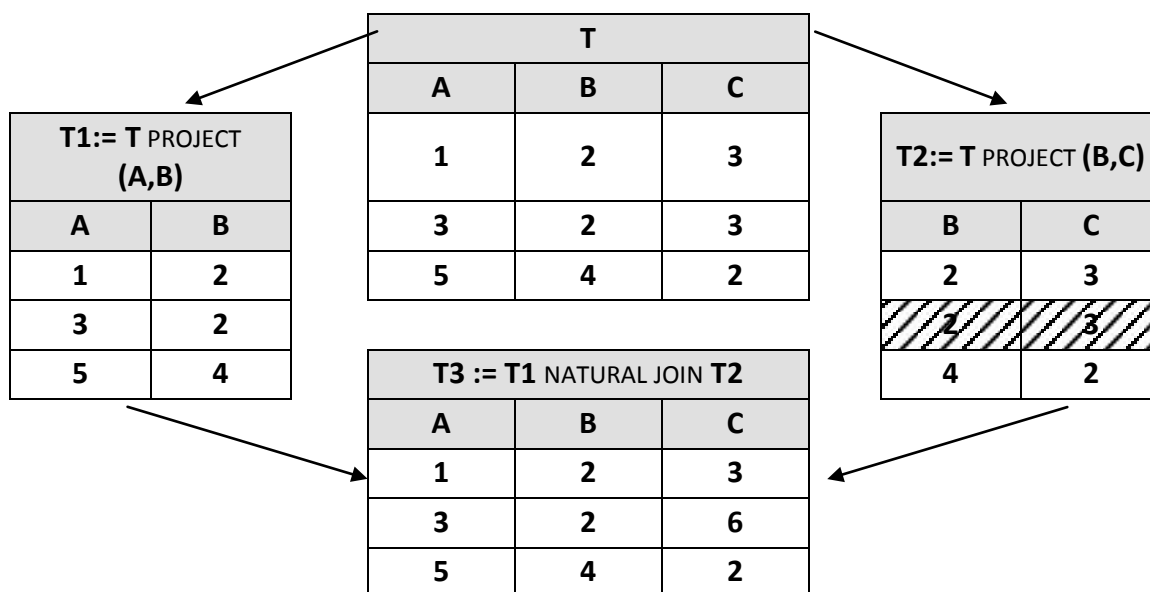 T
A B C
1 2 3
3 2 3
5 4 2
T1:= T PROJECT
(A,B)
A B
1 2
3 2
5 4
T2:= T PROJECT (B,C)
B C
2 3
2 3
4 2
T3 := T1 NATURAL JOIN T2
A B C
1 2 3
3 2 6
5 4 2